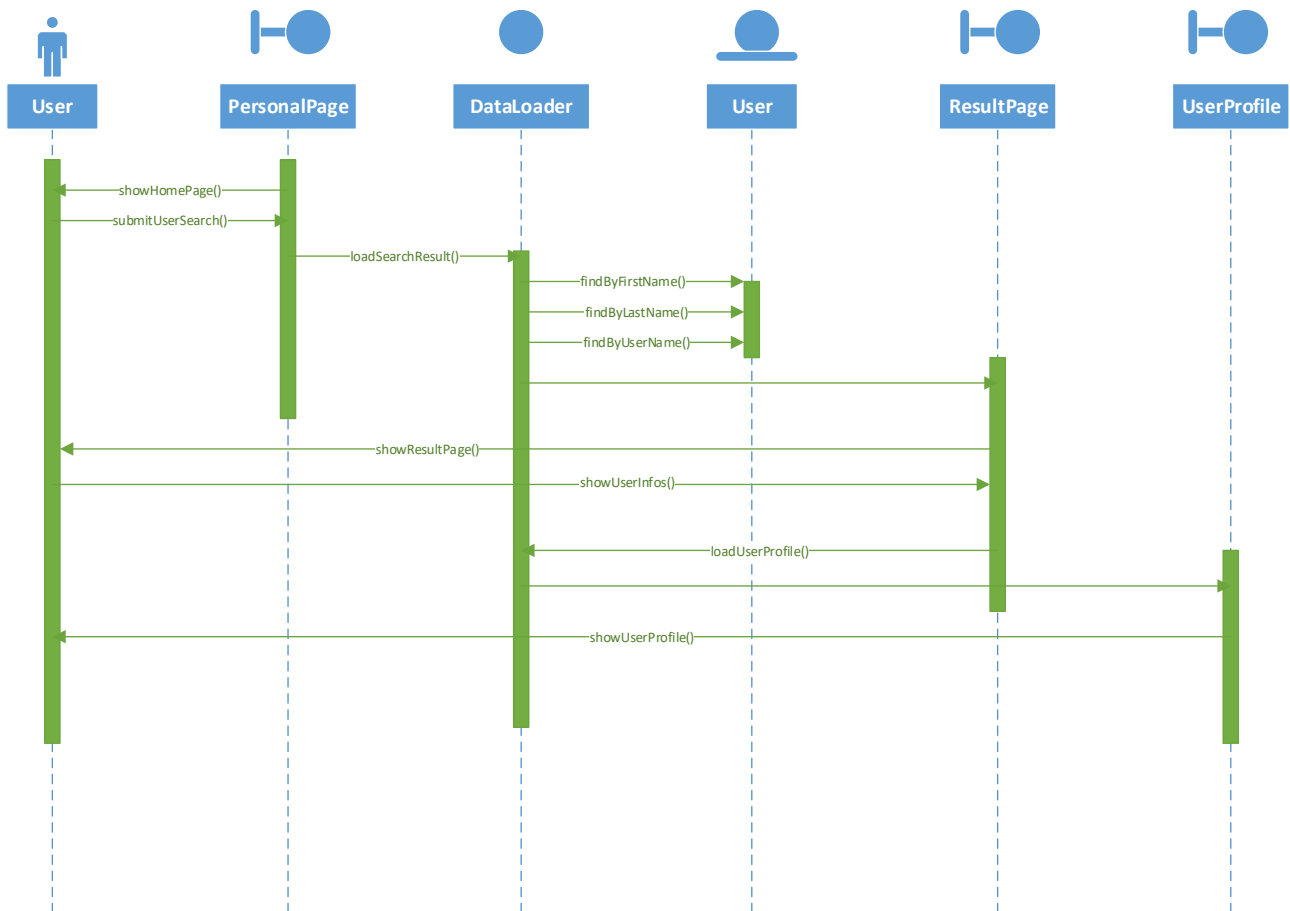 User
PersonalPage
DataLoader
User
ResultPage
UserProfile
showHomePage()
submitUserSearch()
loadSearchResult()
findByFirstName()
findByLastName()
findByUserName()
showResultPage()
showUserInfos()
loadUserProfile()
showUserProfile()